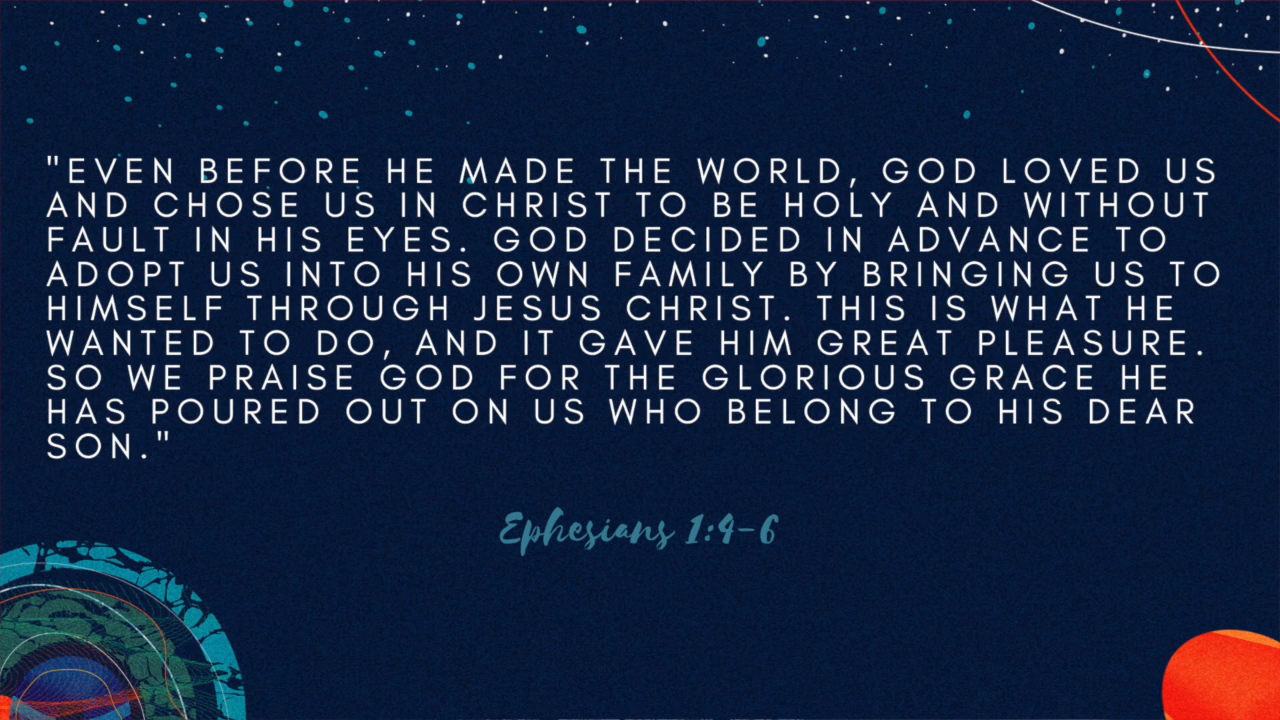 "EVEN BEFORE HE MADE THE WORLD, GOD LOVED US
AND CHOSE US IN CHRIST TO BE HOLY AND WITHOUT
FAULT IN HIS EYES. GOD DECIDED IN ADVANCE TO
ADOPT US INTO HIS OWN FAMILY BY BRINGING US TO
HIMSELF THROUGH JESUS CHRIST. THIS IS WHAT HE
WANTED TO DO, AND IT GAVE HIM GREAT PLEASURE.
SO WE PRAISE GOD FOR THE GLORIOUS GRACE HE
HAS POURED OUT ON US WHO BELONG TO HIS DEAR
SON."
Ephesians 1:4-6